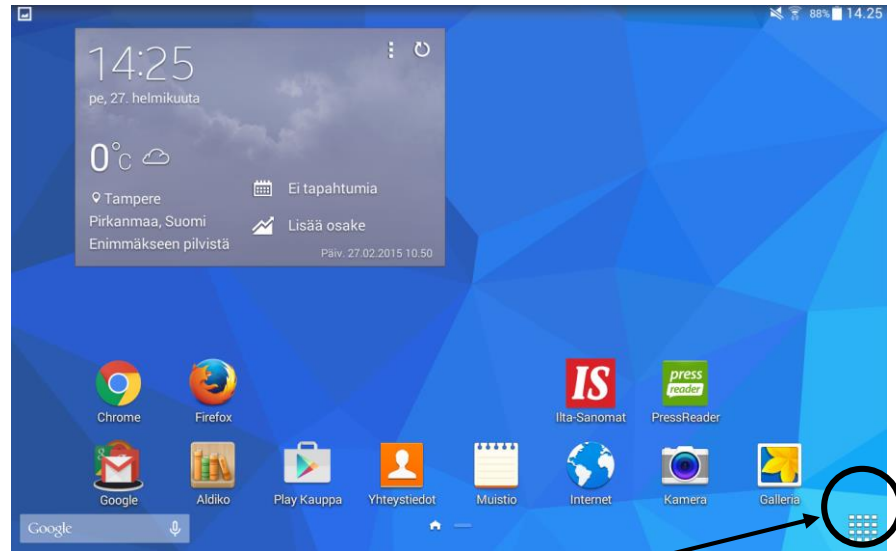 88% 14.25
14:25
pe, 27. helmikuuta
0°C
Tampere
Pirkanmaa, Suomi
Enimmäkseen pilvistä
Ei tapahtumia
Lisää osake
Päiv. 27.02.2015 10.50
IS
press
reader
Chrome
Firefox
Ilta-Sanomat
PressReader
Google
Aldiko
Play Kauppa
Yhteystiedot
Muistio
Internet
Kamera
Galleria
Google